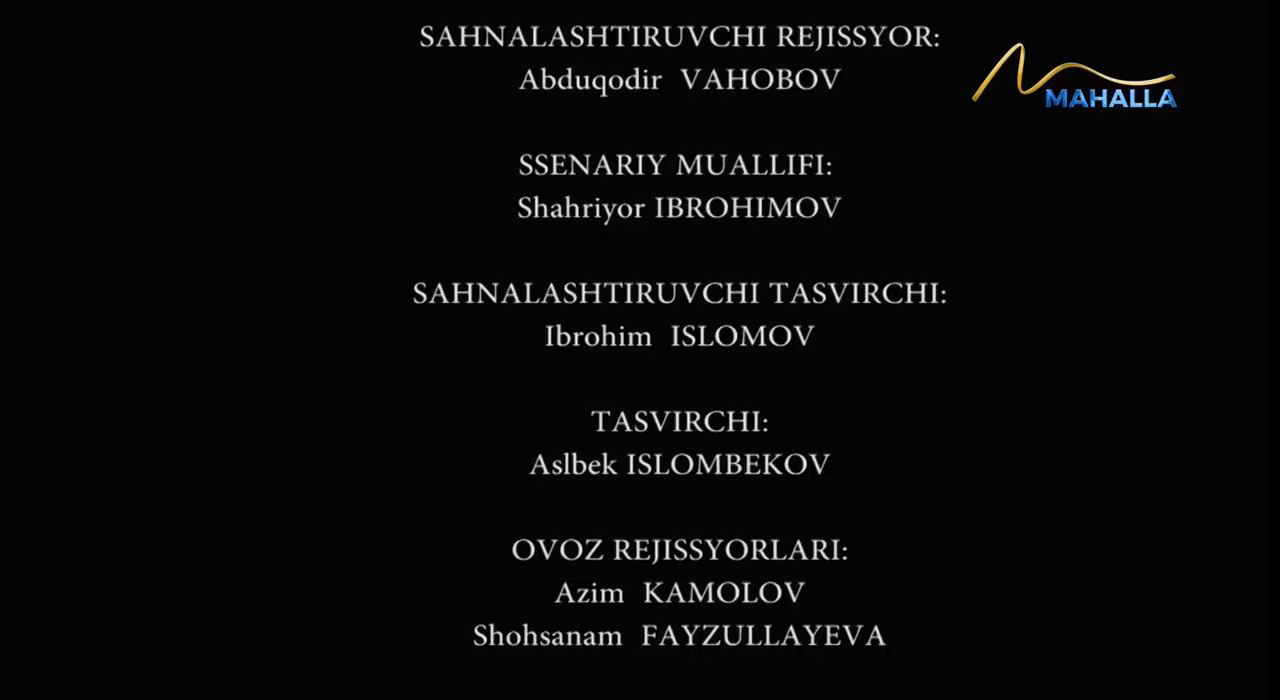 SAHNALASHTIRUVCHI REJISSYOR:
Abduqodir VAHOBOV
MAHALLA
SSENARIY MUALLIFI:
Shahriyor IBROHIMOV
SAHNALASHTIRUVCHI TASVIRCHI:
Ibrohim ISLOMOV
TASVIRCHI:
Aslbek ISLOMBEKOV
OVOZ REJISSYORLARI:
Azim KAMOLOV
Shohsanam FAYZULLAYEVA